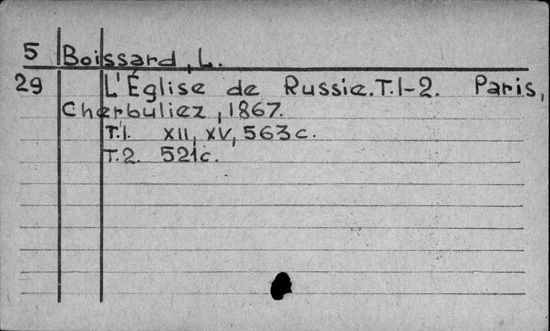 5 Boissard, L.
29 L'Église de Russie. T.1-2. Paris,
Cherbuliez, 1867.
T.1. XII, XV, 563 c.
T.2. 521 c.